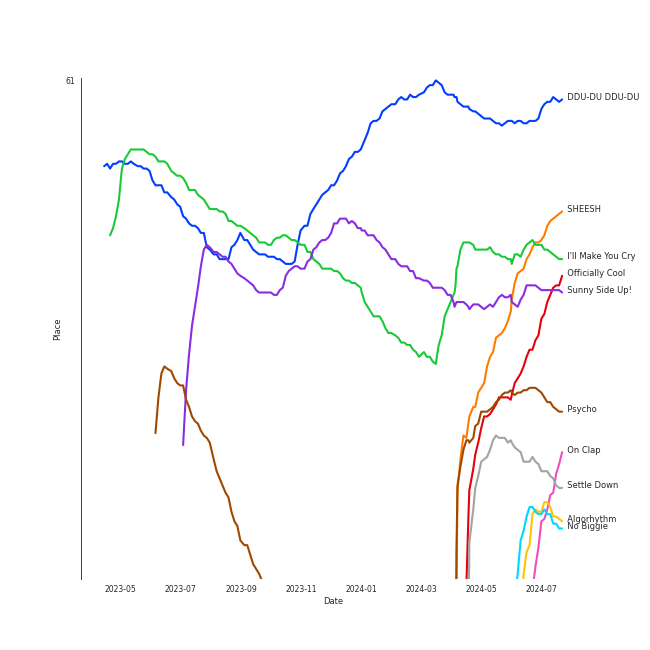 61
DDU-DU DDU-DU
SHEESH
I'll Make You Cry
Officially Cool
Sunny Side Up!
Place
Psycho
On Clap
Settle Down
Algorhythm
No Biggie
2023-05 2023-07 2023-09 2023-11 2024-01 2024-03 2024-05 2024-07
Date